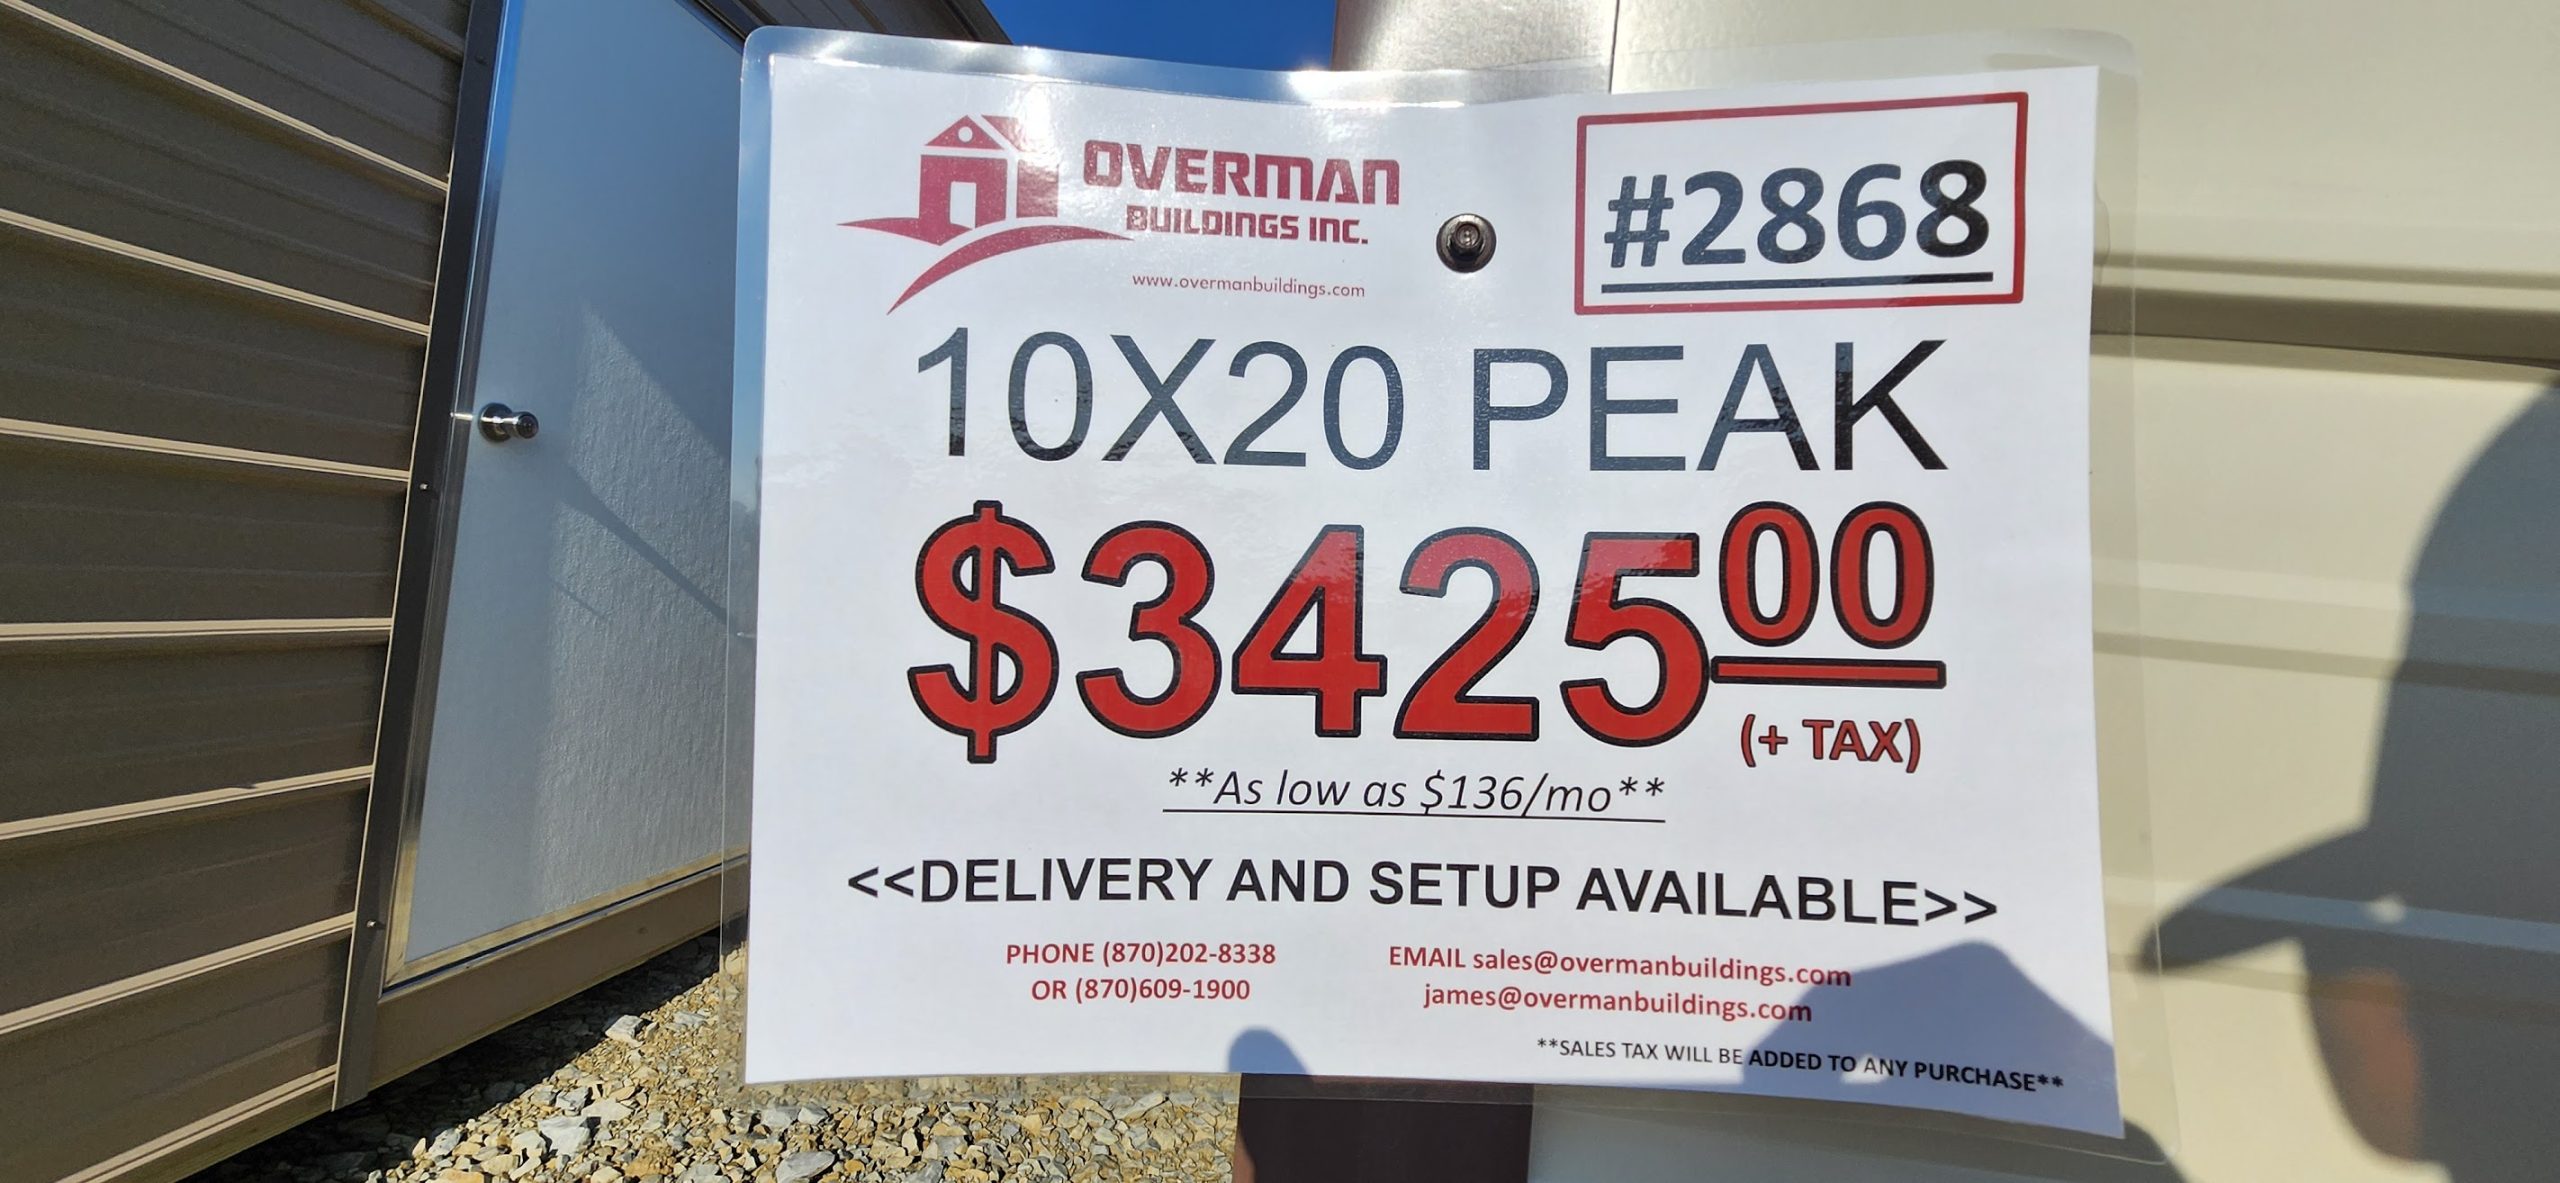 OVERMAN
BUILDINGS INC.
www.overmanbuildings.com
#2868
10X20 PEAK
$342500
(+ TAX)
**As low as $136/mo**
<<DELIVERY AND SETUP AVAILABLE>>
PHONE (870)202-8338
OR (870)609-1900
EMAIL sales@overmanbuildings.com
james@overmanbuildings.com
**SALES TAX WILL BE ADDED TO ANY PURCHASE**